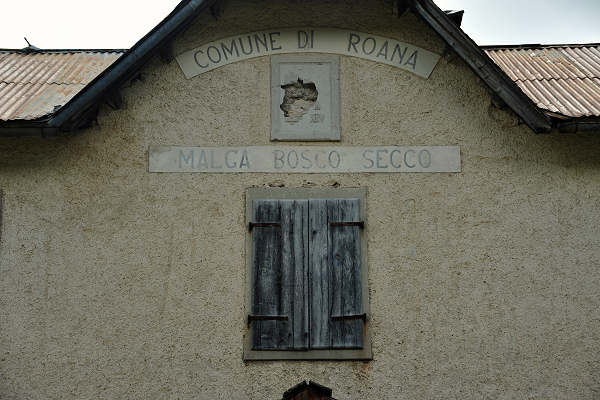 COMUNE DI ROANA
MALGA BOSCO SECCO